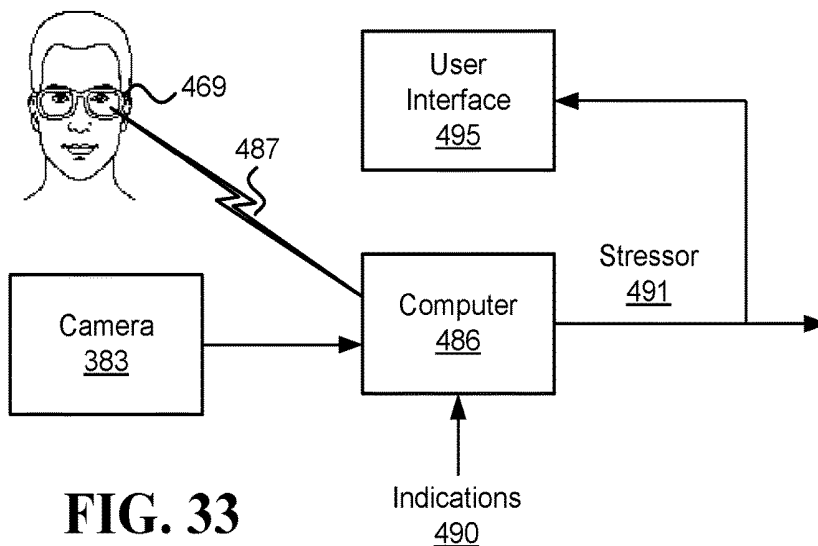 469
487
User
Interface
495
Stressor
491
Camera
383
Computer
486
Indications
490
FIG. 33